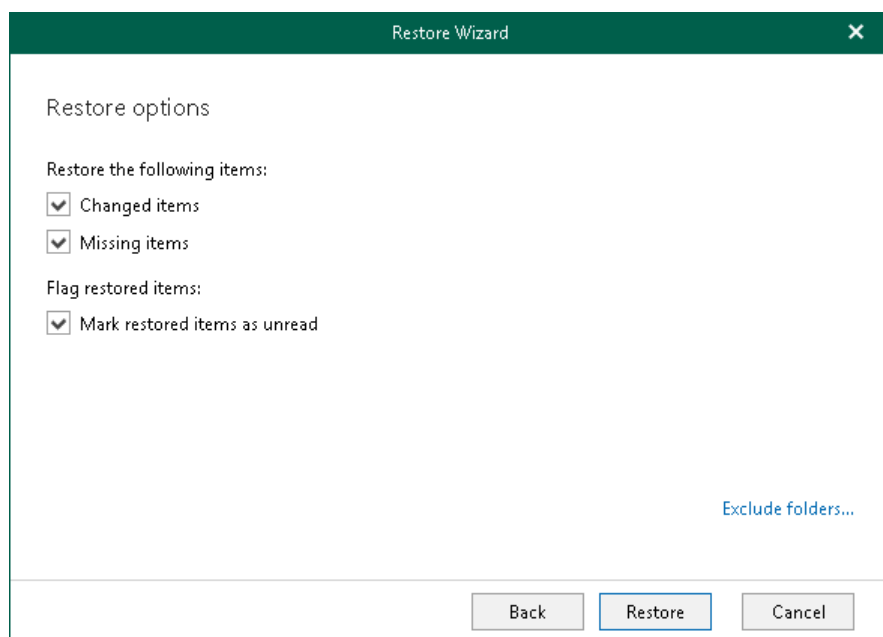 Restore Wizard
Restore options
Restore the following items:
Changed items
Missing items
Flag restored items:
Mark restored items as unread
Exclude folders...
Back
Restore
Cancel